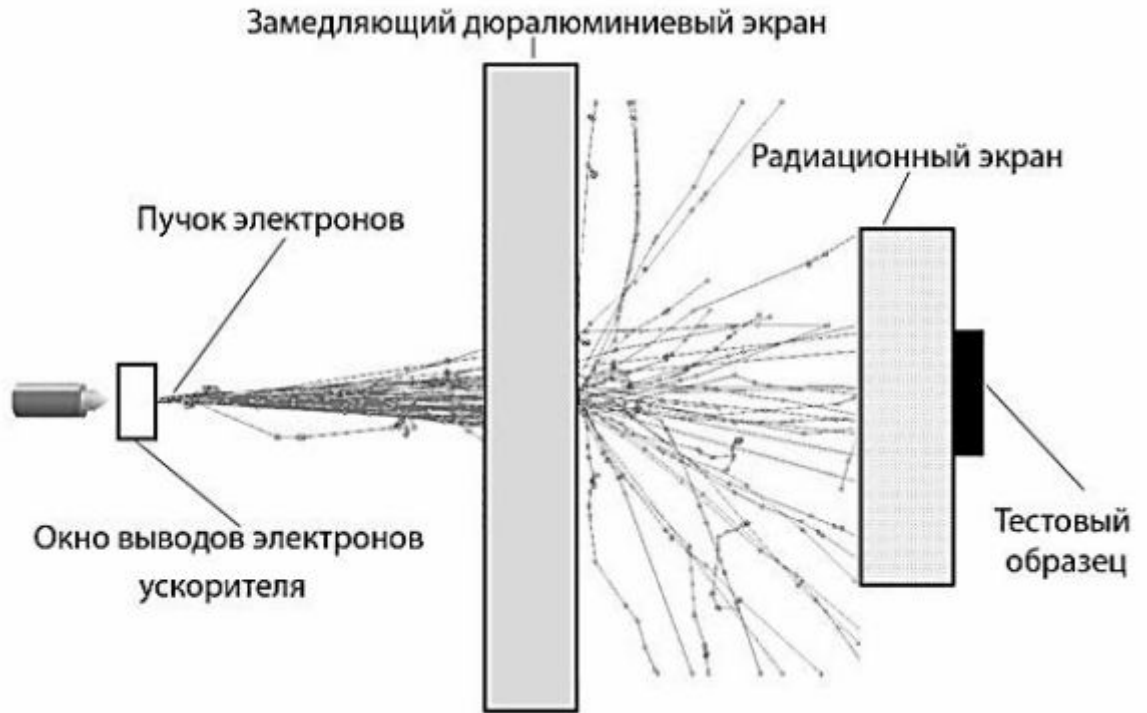 Замедляющий дюралюминиевый экран
Радиационный экран
Пучок электронов
Окно выводов электронов
ускорителя
Тестовый
образец